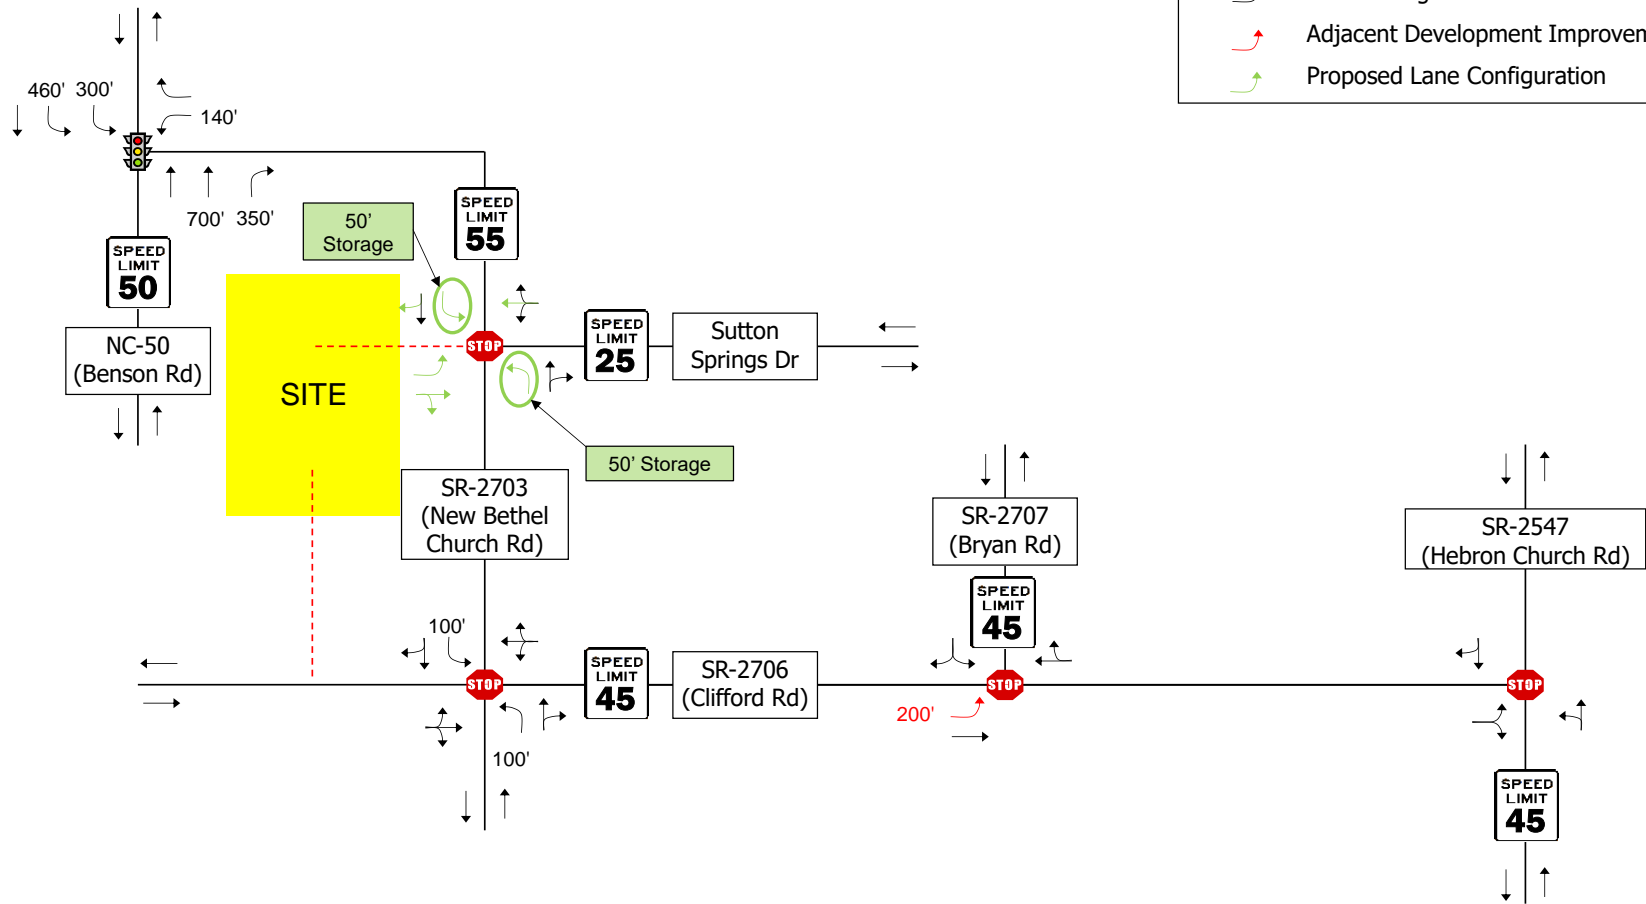 Adjacent Development Improvem
Proposed Lane Configuration
460' 300'
140'
700' 350'
50'
Storage
SPEED
LIMIT
55
SPEED
LIMIT
50
NC-50
(Benson Rd)
SITE
STOP
SPEED
LIMIT
25
Sutton
Springs Dr
50' Storage
SR-2703
(New Bethel
Church Rd)
SR-2707
(Bryan Rd)
SPEED
LIMIT
45
SR-2547
(Hebron Church Rd)
100'
STOP
SPEED
LIMIT
45
SR-2706
(Clifford Rd)
100'
200'
STOP
STOP
SPEED
LIMIT
45